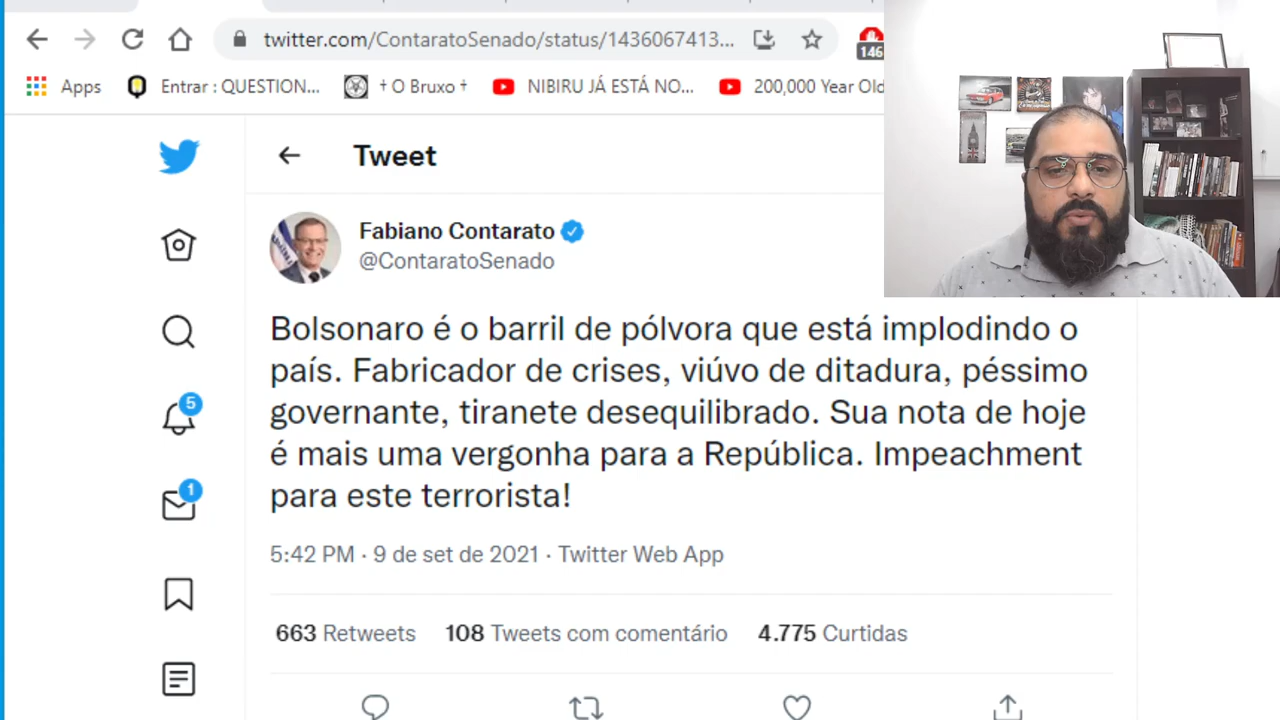 twitter.com/ContaratoSenado/status/1436067413...
146
Apps
Entrar : QUESTION...
† O Bruxo †
NIBIRU JÁ ESTÁ NO...
200,000 Year Old
Tweet
Fabiano Contarato
@ContaratoSenado
Bolsonaro é o barril de pólvora que está implodindo o
país. Fabricador de crises, viúvo de ditadura, péssimo
governante, tiranete desequilibrado. Sua nota de hoje
é mais uma vergonha para a República. Impeachment
para este terrorista!
5:42 PM · 9 de set de 2021 · Twitter Web App
663 Retweets 108 Tweets com comentário 4.775 Curtidas
5
1